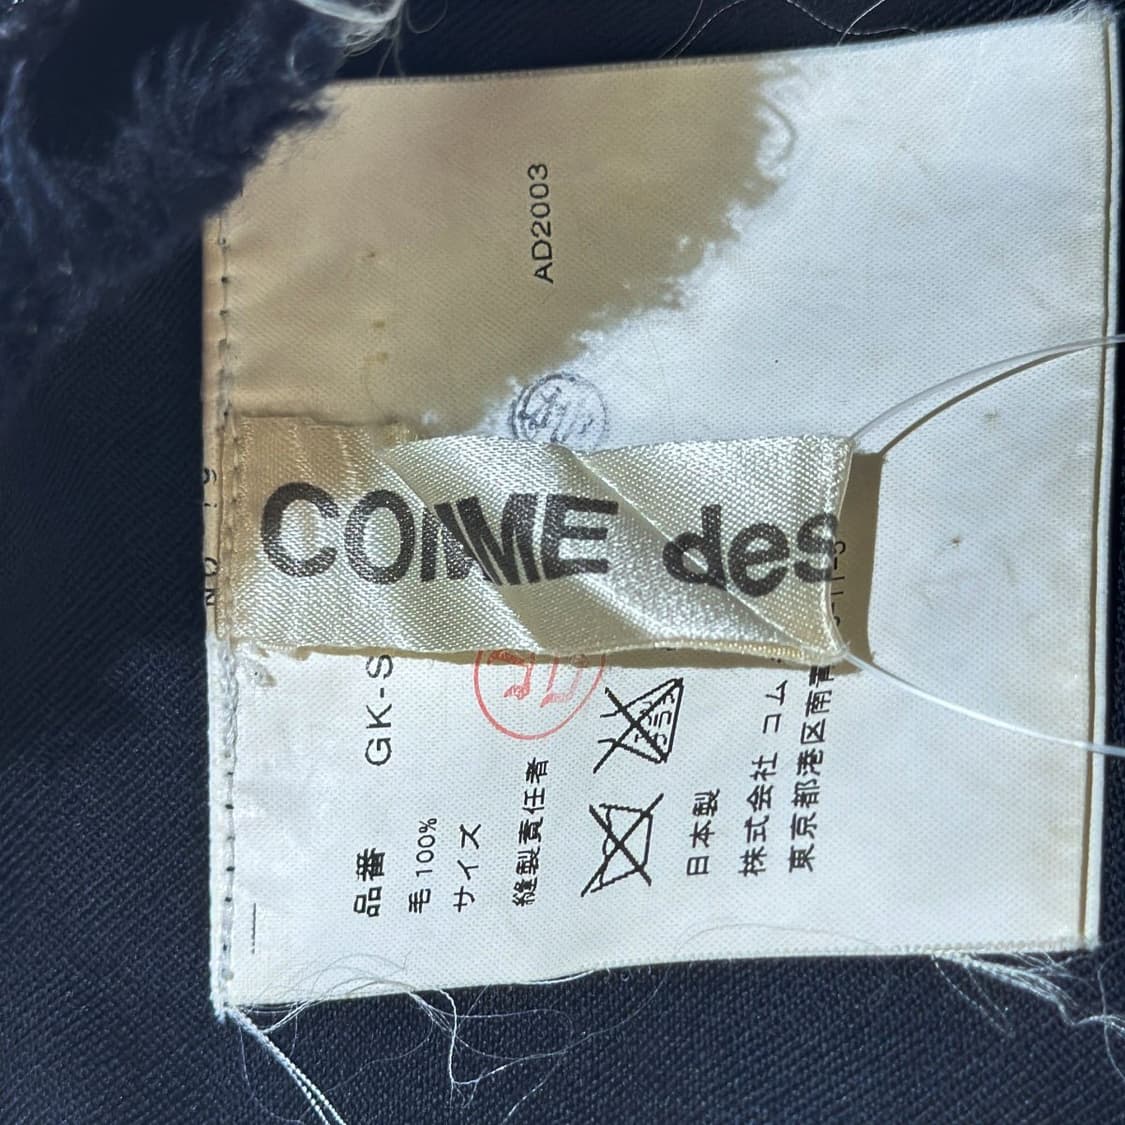 COMME des
品番 GK-S
毛100%
サイズ
縫製責任者
日本製
株式会社 コム
東京都港区南青
AD2003